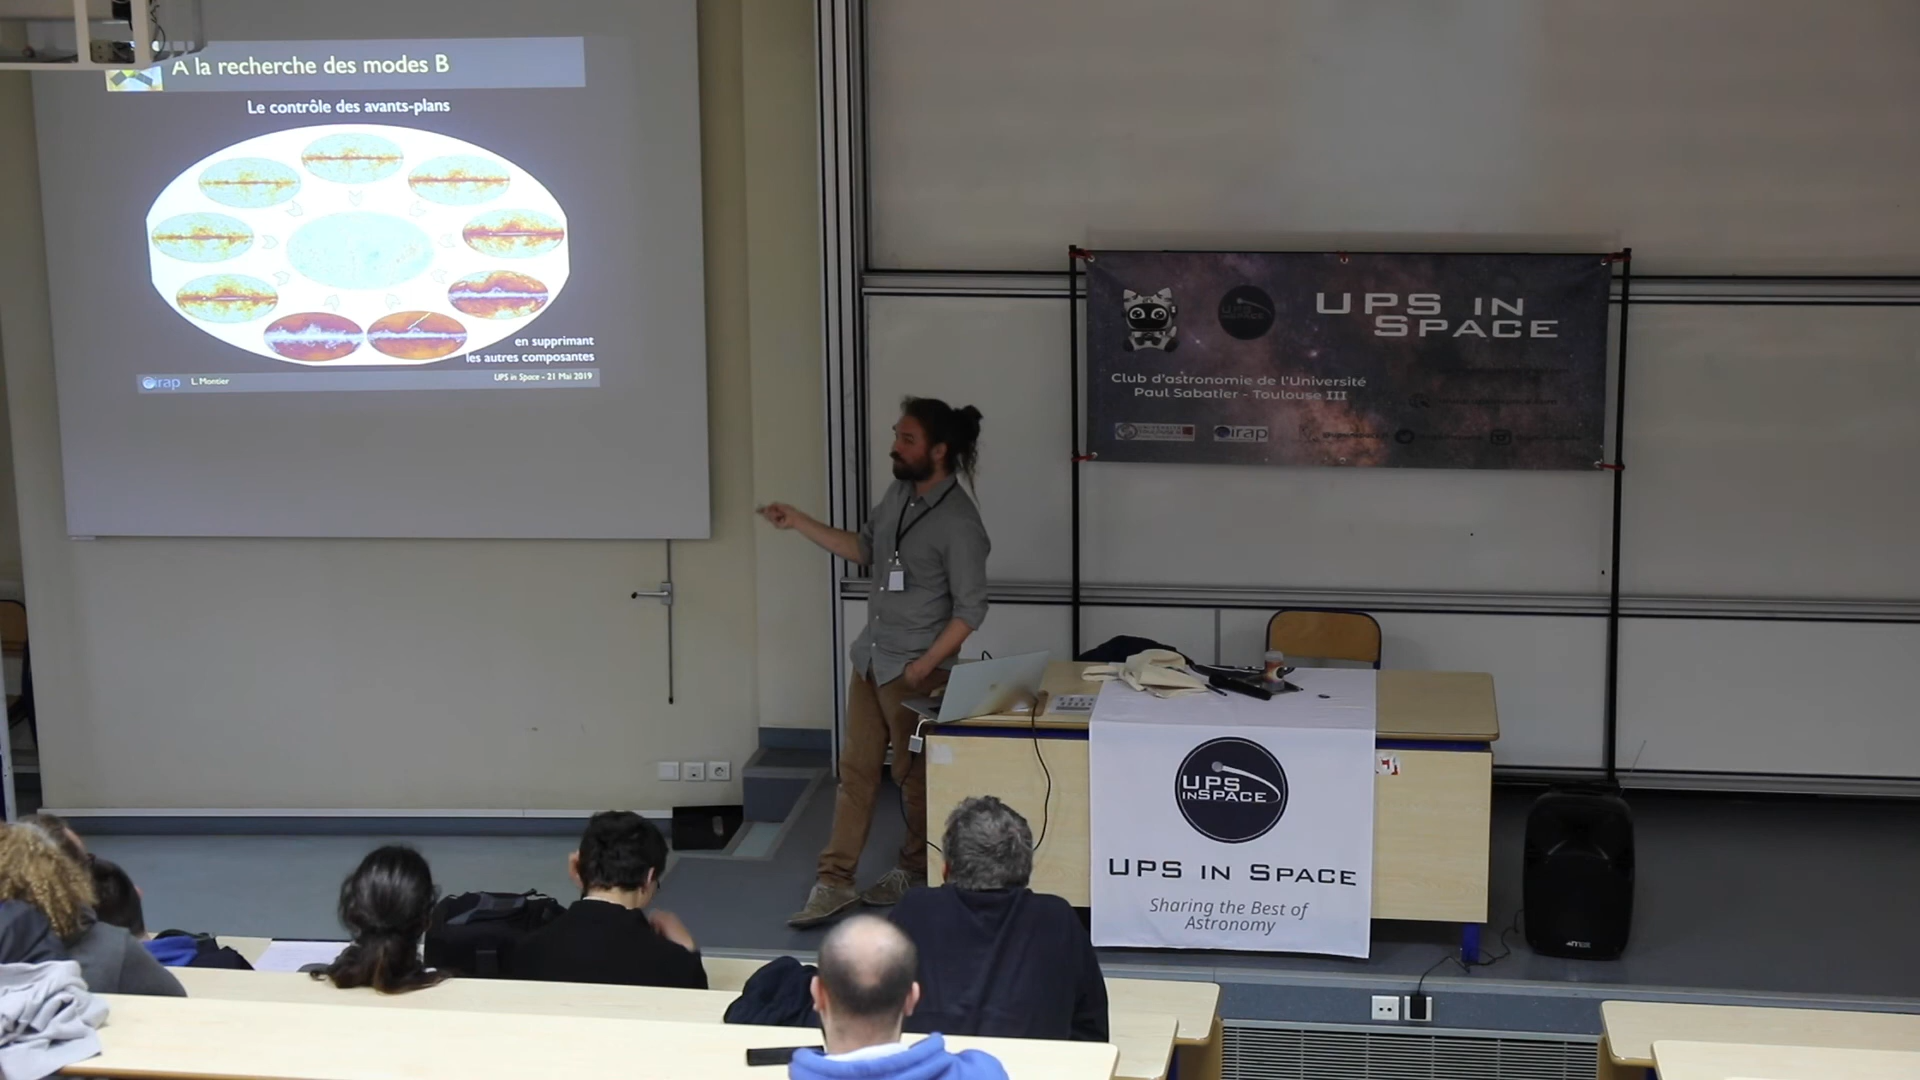 A la recherche des modes B
Le contrôle des avants-plans
en supprimant
les autres composantes
irap L. Montier UPS in Space - 21 Mai 2019
UPS IN
SPACE
UPS
INSPACE
Club d'astronomie de l'Université
Paul Sabatier - Toulouse III
irap
UPS
INSPACE
UPS IN SPACE
Sharing the Best of
Astronomy